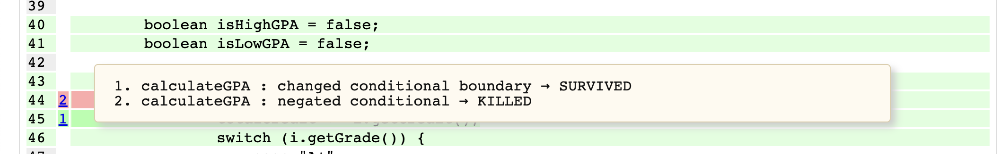 39
40 boolean isHighGPA = false;
41 boolean isLowGPA = false;
42
43
1. calculateGPA : changed conditional boundary → SURVIVED
44 2
2. calculateGPA : negated conditional → KILLED
45 1
46 switch (i.getGrade()) {